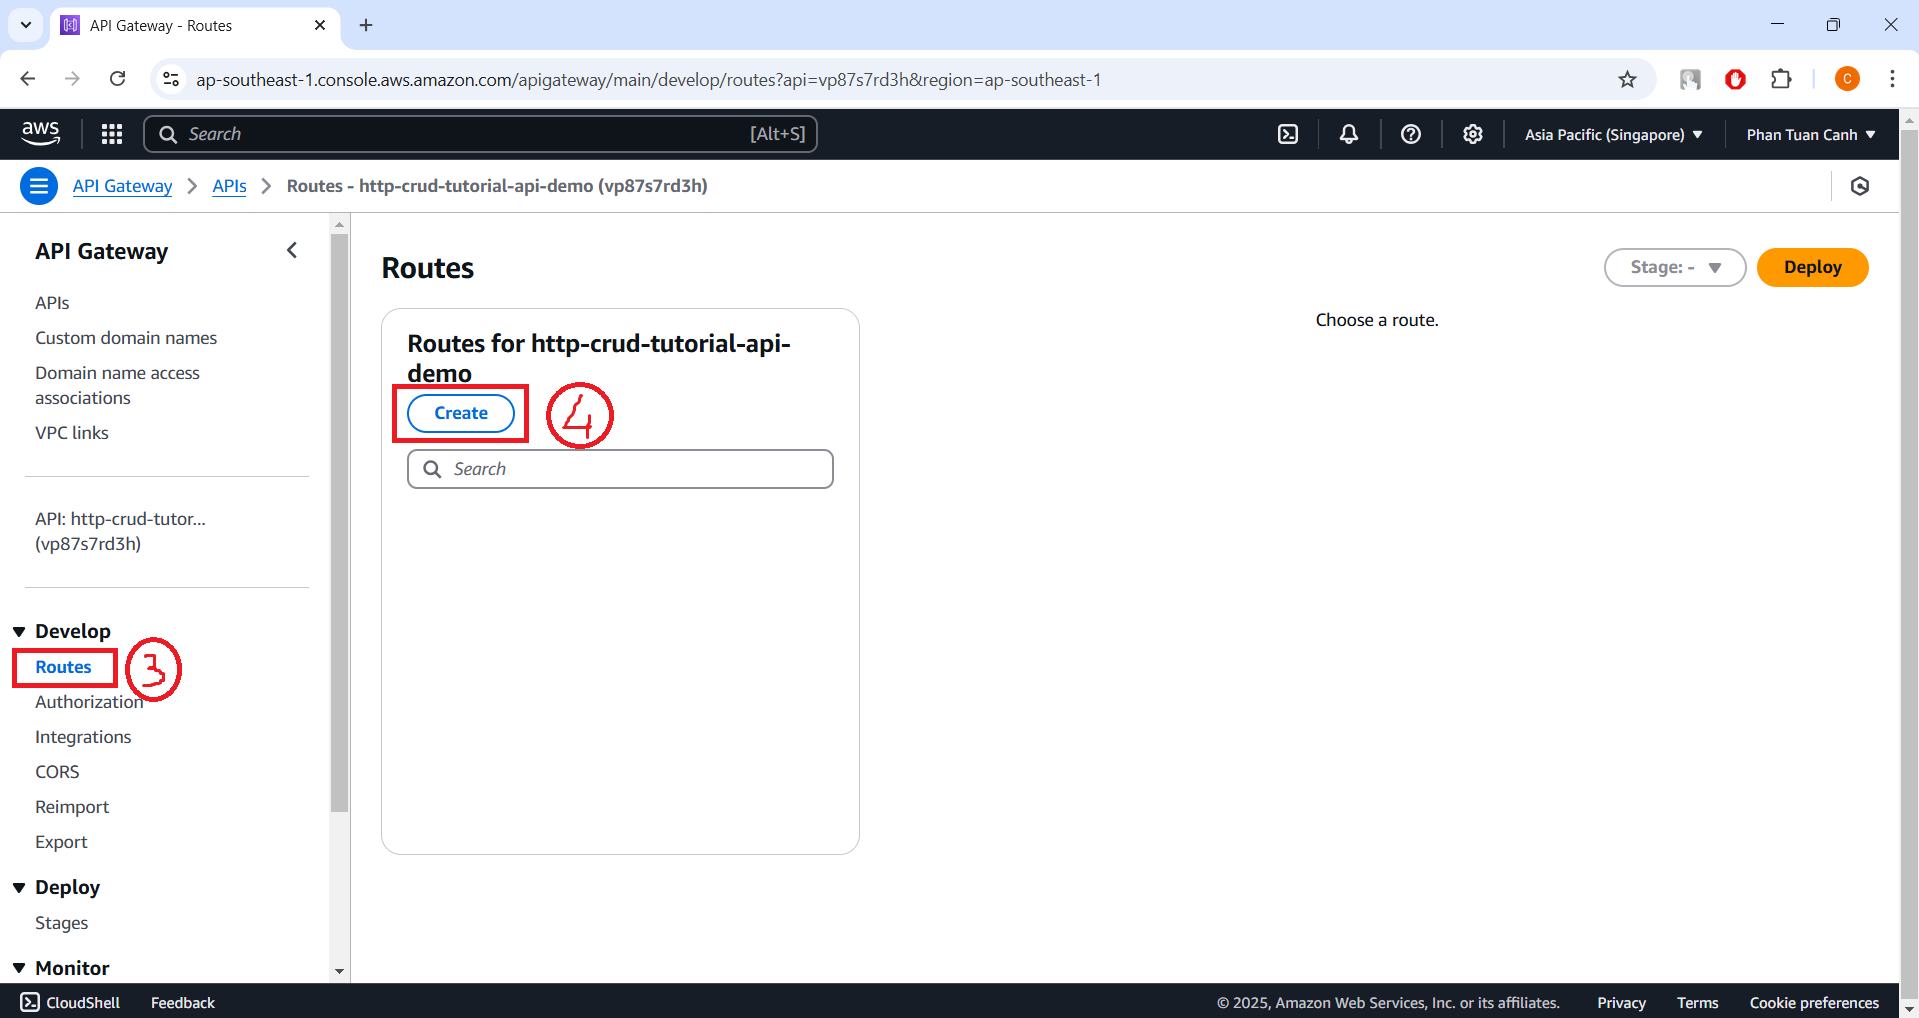 API Gateway - Routes
ap-southeast-1.console.aws.amazon.com/apigateway/main/develop/routes?api=vp87s7rd3h&region=ap-southeast-1
C
aws
Search
[Alt+S]
Asia Pacific (Singapore)
Phan Tuan Canh
API Gateway
APIs
Routes - http-crud-tutorial-api-demo (vp87s7rd3h)
API Gateway
APIs
Custom domain names
Domain name access
associations
VPC links
API: http-crud-tutor...
(vp87s7rd3h)
Develop
Routes
3
Authorization
Integrations
CORS
Reimport
Export
Deploy
Stages
Monitor
Routes
Stage: -
Deploy
Routes for http-crud-tutorial-api-
demo
Create
4
Search
Choose a route.
CloudShell
Feedback
© 2025, Amazon Web Services, Inc. or its affiliates.
Privacy
Terms
Cookie preferences